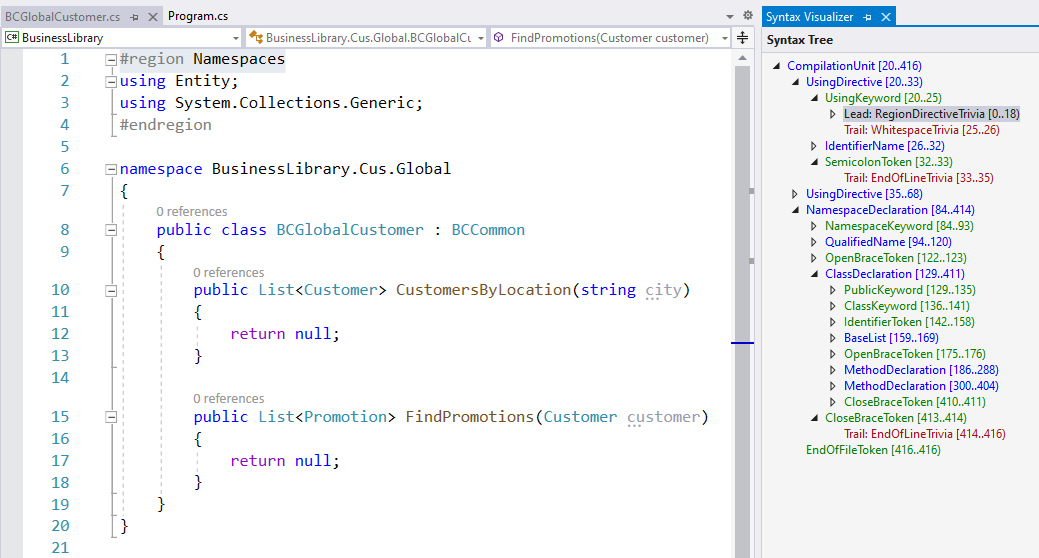 BCGlobalCustomer.cs Program.cs
BusinessLibrary BusinessLibrary.Cus.Global.BCGlobalCu FindPromotions(Customer customer)
1 #region Namespaces
2 using Entity;
3 using System.Collections.Generic;
4 #endregion
5
6 namespace BusinessLibrary.Cus.Global
7 {
0 references
8 public class BCGlobalCustomer : BCCommon
9 {
0 references
10 public List<Customer> CustomersByLocation(string city)
11 {
12 return null;
13 }
14
0 references
15 public List<Promotion> FindPromotions(Customer customer)
16 {
17 return null;
18 }
19 }
20 }
21
Syntax Visualizer
Syntax Tree
CompilationUnit [20..416)
UsingDirective [20..33)
UsingKeyword [20..25)
Lead: RegionDirectiveTrivia [0..18)
Trail: WhitespaceTrivia [25..26)
IdentifierName [26..32)
SemicolonToken [32..33)
Trail: EndOfLineTrivia [33..35)
UsingDirective [35..68)
NamespaceDeclaration [84..414)
NamespaceKeyword [84..93)
QualifiedName [94..120)
OpenBraceToken [122..123)
ClassDeclaration [129..411)
PublicKeyword [129..135)
ClassKeyword [136..141)
IdentifierToken [142..158)
BaseList [159..169)
OpenBraceToken [175..176)
MethodDeclaration [186..288)
MethodDeclaration [300..404)
CloseBraceToken [410..411)
CloseBraceToken [413..414)
Trail: EndOfLineTrivia [414..416)
EndOfFileToken [416..416)